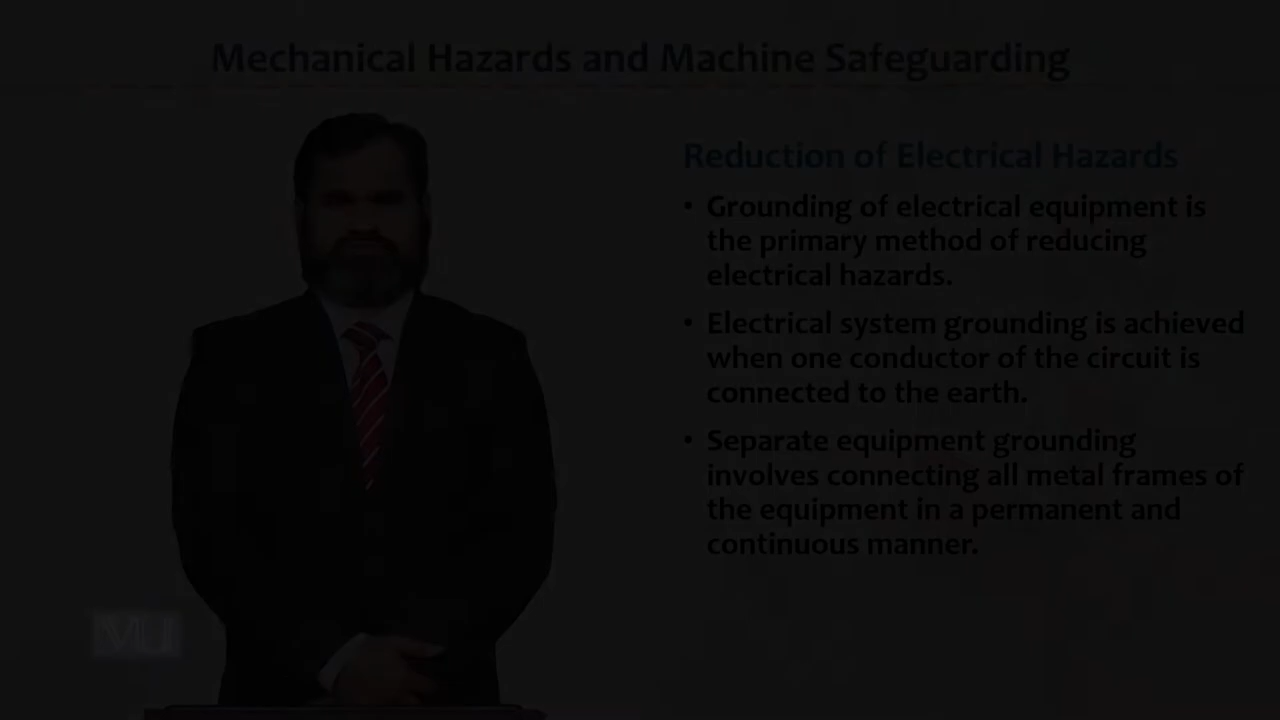 Mechanical Hazards and Machine Safeguarding
Reduction of Electrical Hazards
• Grounding of electrical equipment is
the primary method of reducing
electrical hazards.
• Electrical system grounding is achieved
when one conductor of the circuit is
connected to the earth.
• Separate equipment grounding
involves connecting all metal frames of
the equipment in a permanent and
continuous manner.
VU